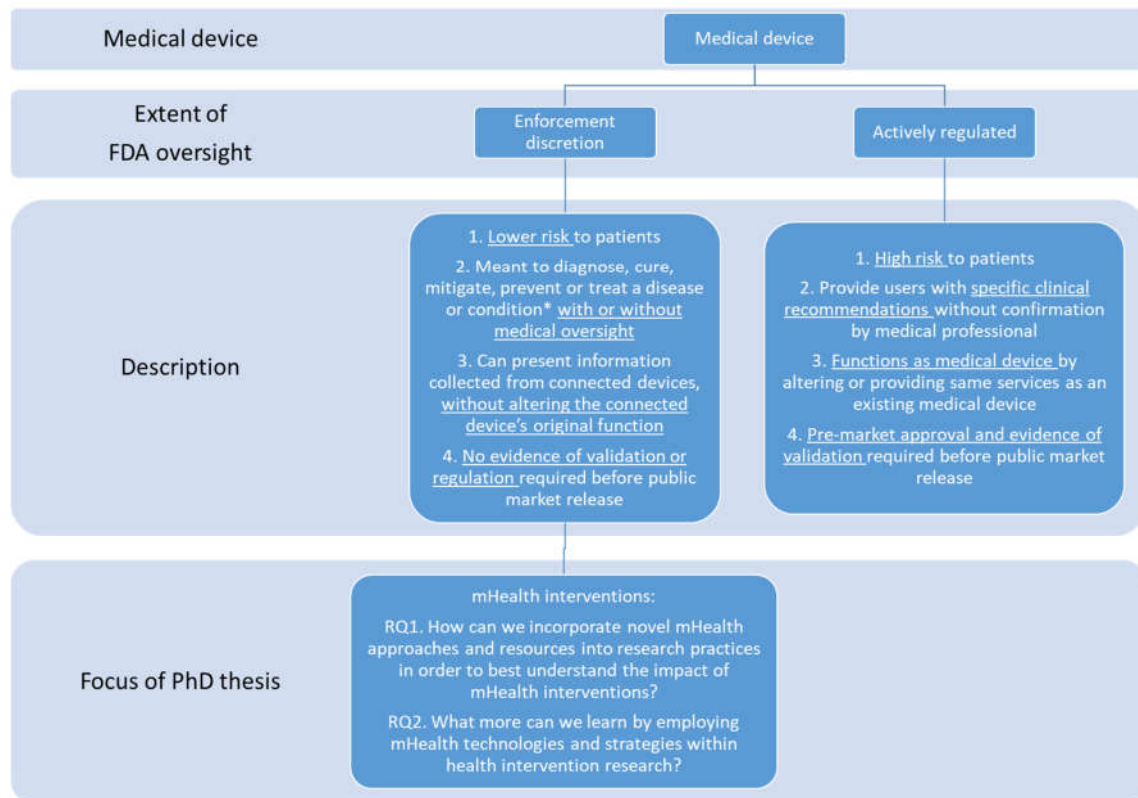 Medical device
Medical device
Extent of
FDA oversight
Enforcement
discretion
Actively regulated
Description
1. Lower risk to patients
2. Meant to diagnose, cure,
mitigate, prevent or treat a disease
or condition* with or without
medical oversight
3. Can present information
collected from connected devices,
without altering the connected
device's original function
4. No evidence of validation or
regulation required before public
market release
1. High risk to patients
2. Provide users with specific clinical
recommendations without confirmation
by medical professional
3. Functions as medical device by
altering or providing same services as an
existing medical device
4. Pre-market approval and evidence of
validation required before public market
release
Focus of PhD thesis
mHealth interventions:
RQ1. How can we incorporate novel mHealth
approaches and resources into research practices
in order to best understand the impact of
mHealth interventions?
RQ2. What more can we learn by employing
mHealth technologies and strategies within
health intervention research?